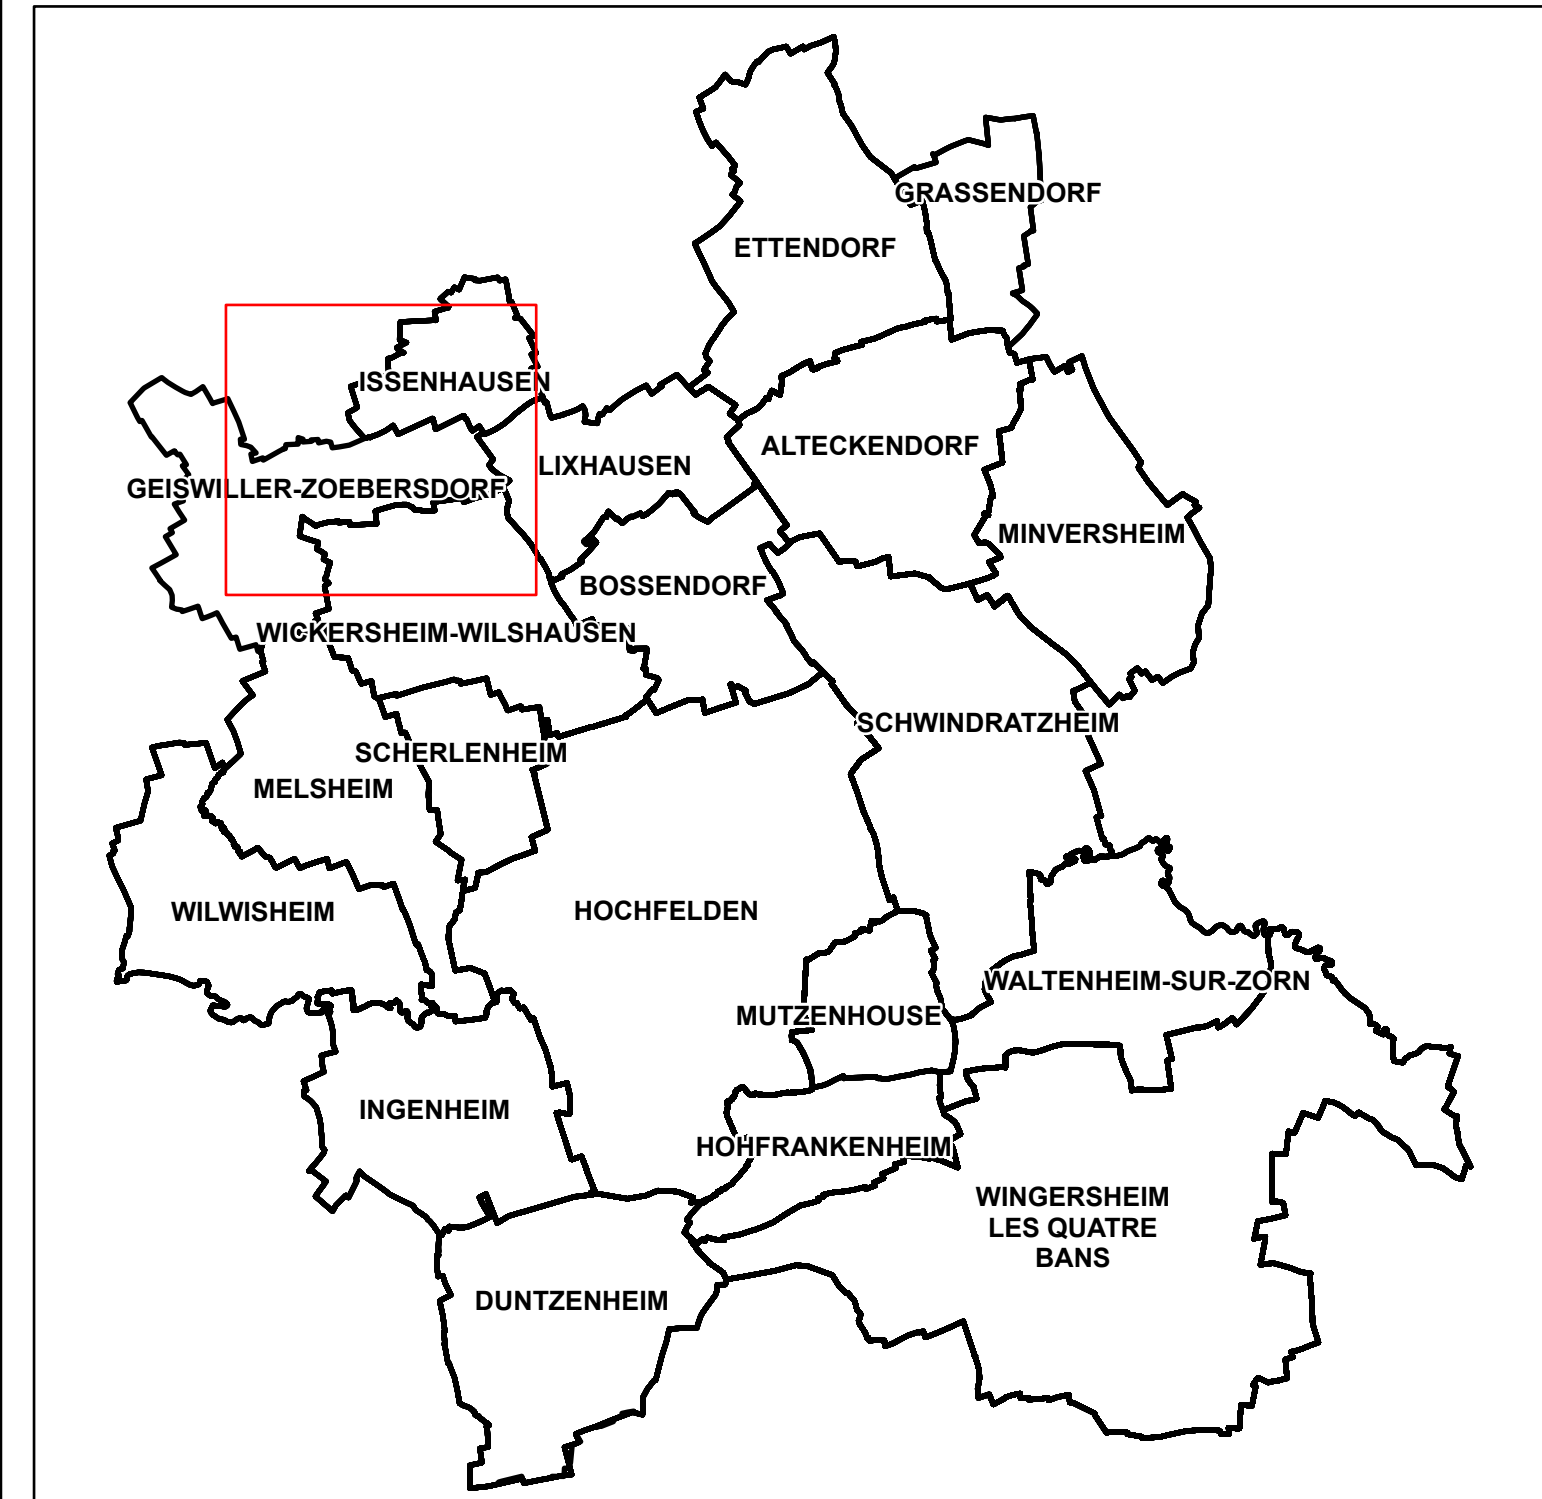 GRASSENDORF
ETTENDORF
ISSENHAUSEN
ALTECKENDORF
LIXHAUSEN
GEISWILLER-ZOEBERSDORF
MINVERSHEIM
BOSSENDORF
WICKERSHEIM-WILSHAUSEN
SCHWINDRATZHEIM
SCHERLENHEIM
MELSHEIM
WILWISHEIM
HOCHFELDEN
WALTENHEIM-SUR-ZORN
MUTZENHOUSE
INGENHEIM
HOHFRANKENHEIM
WINGERSHEIM
LES QUATRE
BANS
DUNTZENHEIM